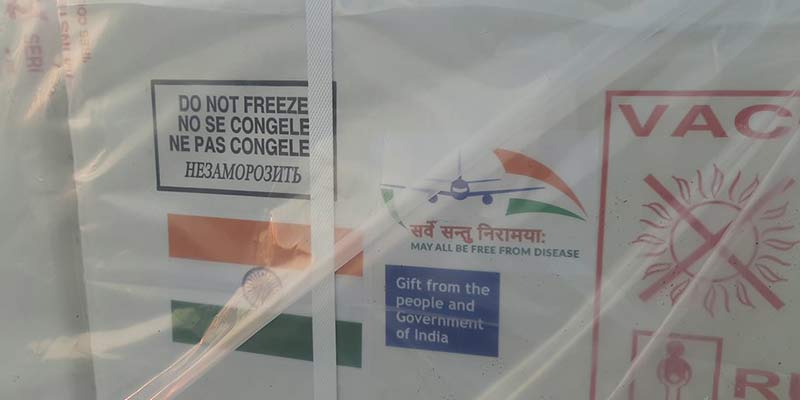 DO NOT FREEZE
NO SE CONGELE
NE PAS CONGELE
НЕЗАМОРОЗИТЬ
सर्वे सन्तु निरामया:
MAY ALL BE FREE FROM DISEASE
Gift from the
people and
Government
of India
VAC